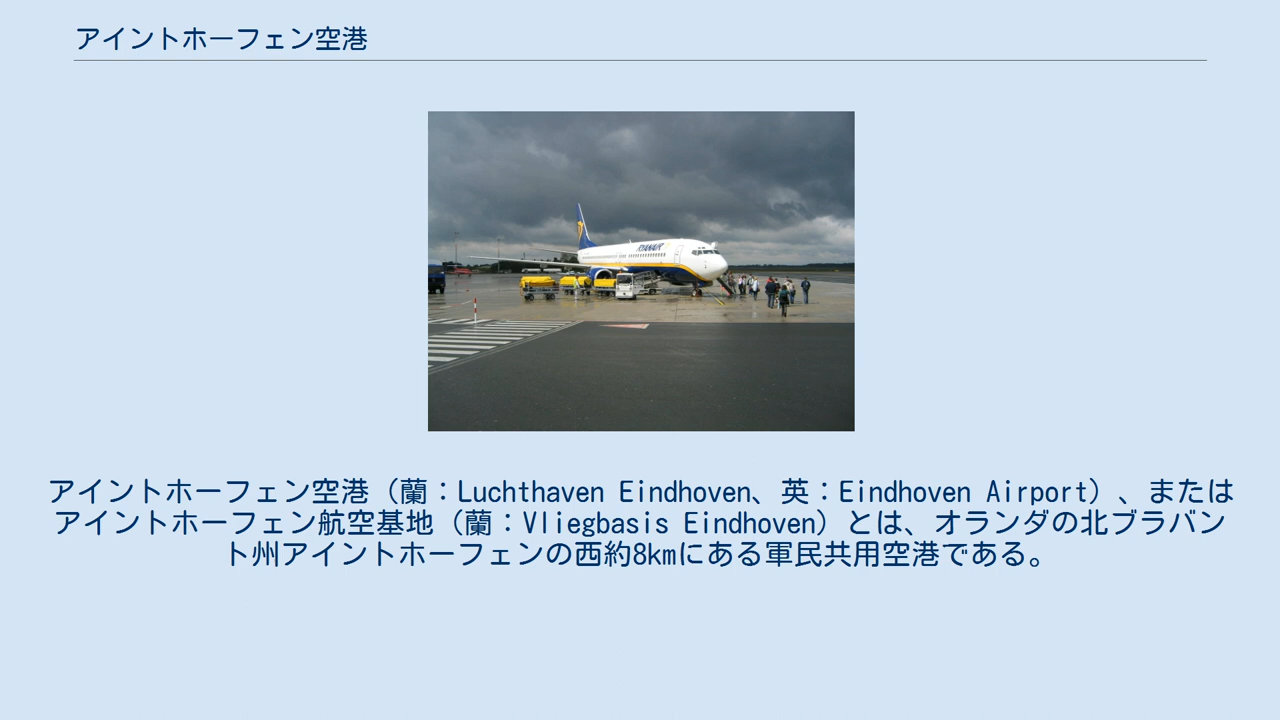 アイントホーフェン空港
RYANAIR
アイントホーフェン空港（蘭：Luchthaven Eindhoven、英：Eindhoven Airport）、または
アイントホーフェン航空基地（蘭：Vliegbasis Eindhoven）とは、オランダの北ブラバン
ト州アイントホーフェンの西約8kmにある軍民共用空港である。